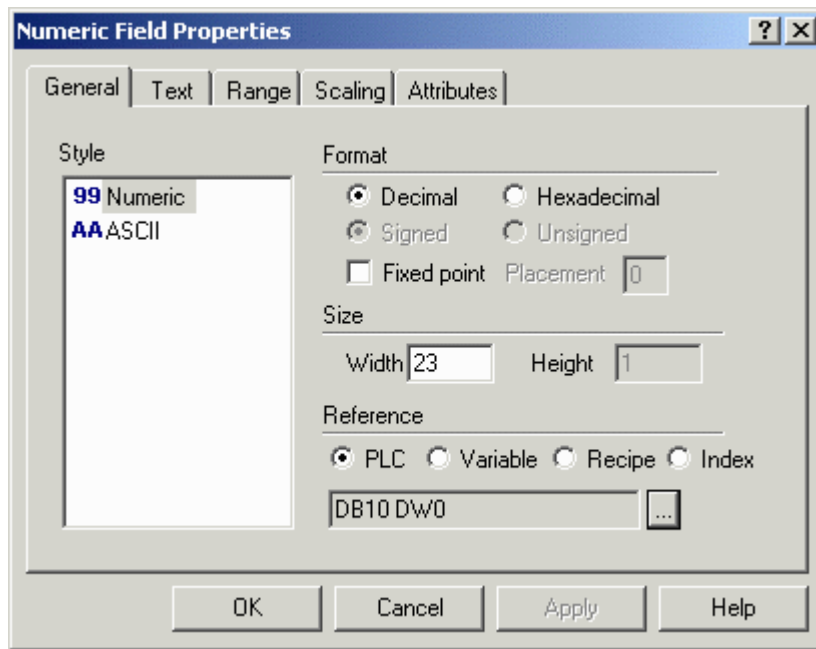 Numeric Field Properties ? X
General Text Range Scaling Attributes
Style
99 Numeric
AA ASCII
Format
Decimal Hexadecimal
Signed Unsigned
Fixed point Placement 0
Size
Width 23 Height 1
Reference
PLC Variable Recipe Index
DB10 DW0 ...
OK Cancel Apply Help